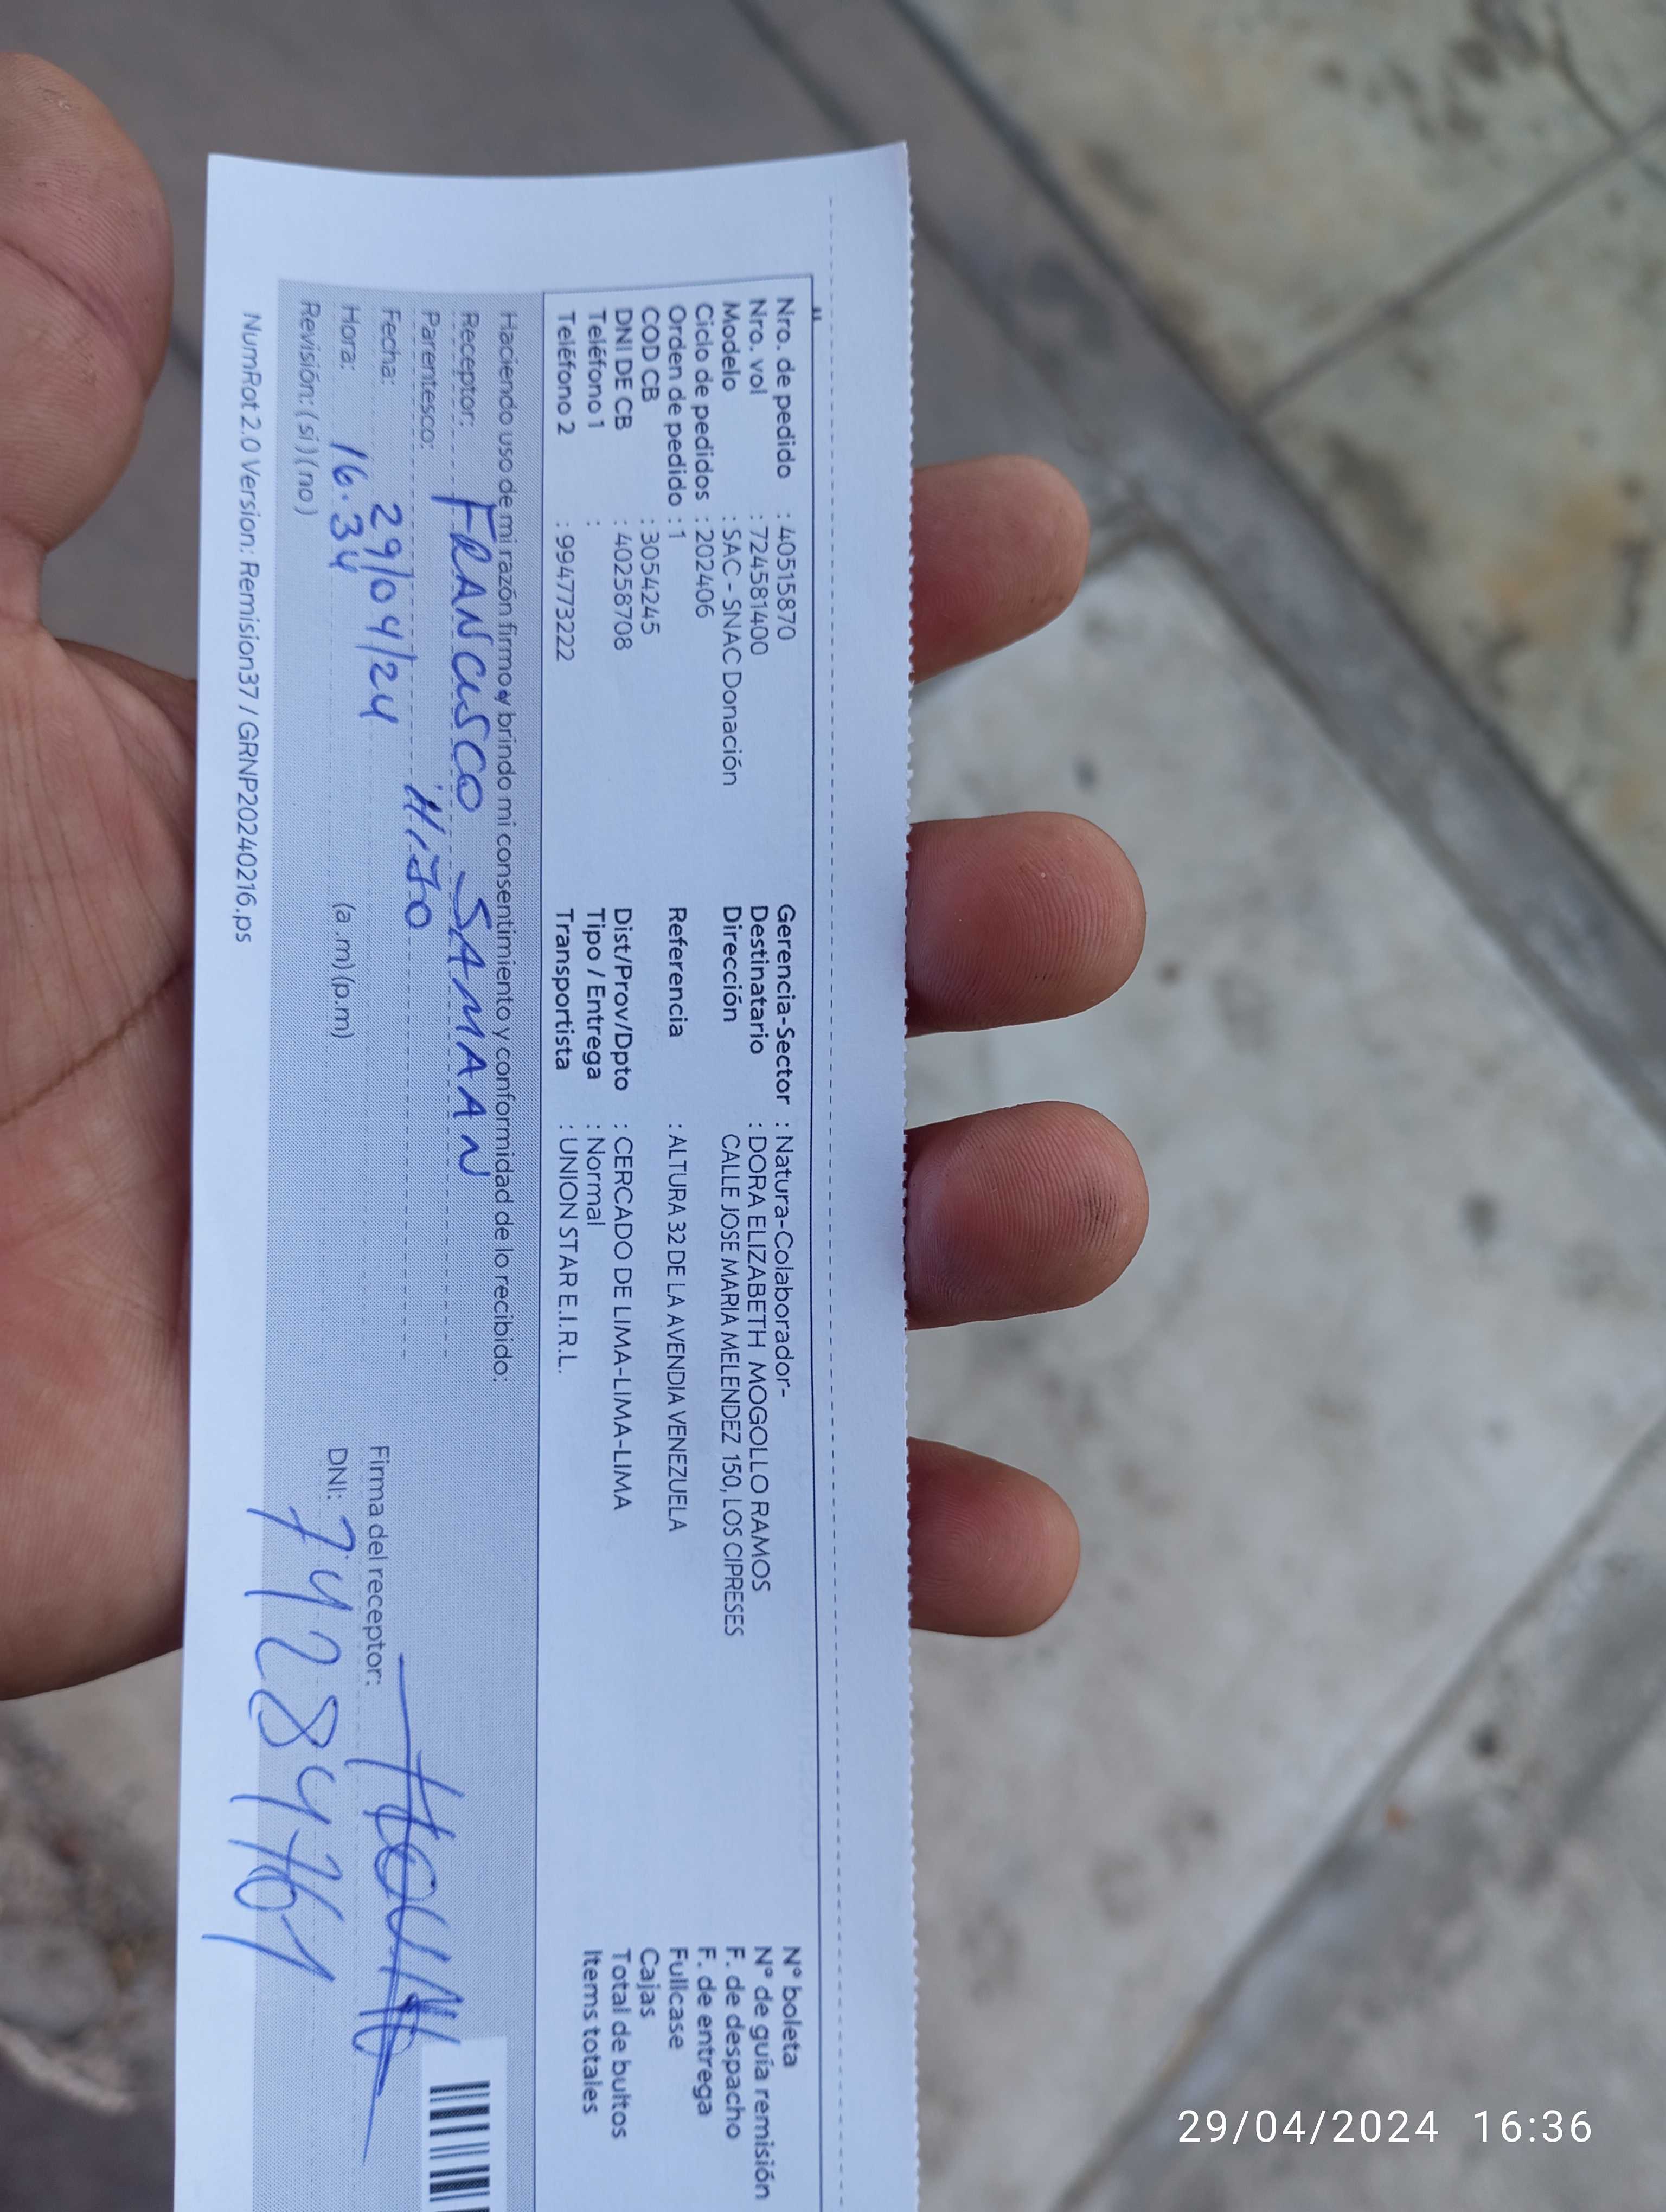 Nro. de pedido : 40515870
Nro. vol : 724581400
Modelo : SAC - SNAC Donación
Ciclo de pedidos : 202406
Orden de pedido : 1
COD CB : 3054245
DNI DE CB : 40258708
Teléfono 1 :
Teléfono 2 : 994773222
Gerencia-Sector : Natura-Colaborador-
Destinatario : DORA ELIZABETH MOGOLLO RAMOS
Dirección CALLE JOSE MARIA MELENDEZ 150, LOS CIPRESES
Referencia : ALTURA 32 DE LA AVENDIA VENEZUELA
Dist/Prov/Dpto : CERCADO DE LIMA-LIMA-LIMA
Tipo / Entrega : Normal
Transportista : UNION STAR E.I.R.L.
N° boleta
N° de guía remisión
F. de despacho
F. de entrega
Fullcase
Cajas
Total de bultos
Items totales
Haciendo uso de mi razón firmo y brindo mi consentimiento y conformidad de lo recibido:
Receptor: FRANCISCO SAMAAN
Parentesco: HIJO
Fecha: 29/04/24
Hora: 16.34 (a.m)(p.m)
Revisión: (si)(no)
Firma del receptor:
DNI: 74284761
NumRot 2.0 Version: Remision37 / GRNP20240216.ps
29/04/2024 16:36